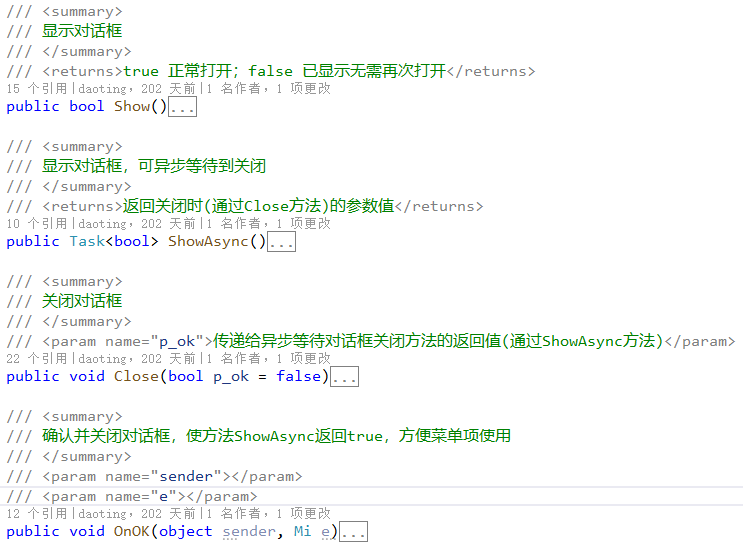 /// <summary>
/// 显示对话框
/// </summary>
/// <returns>true 正常打开；false 已显示无需再次打开</returns>
15 个引用|daoting，202 天前|1 名作者，1 项更改
public bool Show()...
/// <summary>
/// 显示对话框，可异步等待到关闭
/// </summary>
/// <returns>返回关闭时(通过Close方法)的参数值</returns>
10 个引用|daoting，202 天前|1 名作者，1 项更改
public Task<bool> ShowAsync()...
/// <summary>
/// 关闭对话框
/// </summary>
/// <param name="p_ok">传递给异步等待对话框关闭方法的返回值(通过ShowAsync方法)</param>
22 个引用|daoting，202 天前|1 名作者，1 项更改
public void Close(bool p_ok = false)...
/// <summary>
/// 确认并关闭对话框，使方法ShowAsync返回true，方便菜单项使用
/// </summary>
/// <param name="sender"></param>
/// <param name="e"></param>
12 个引用|daoting，202 天前|1 名作者，1 项更改
public void OnOK(object sender, Mi e)...